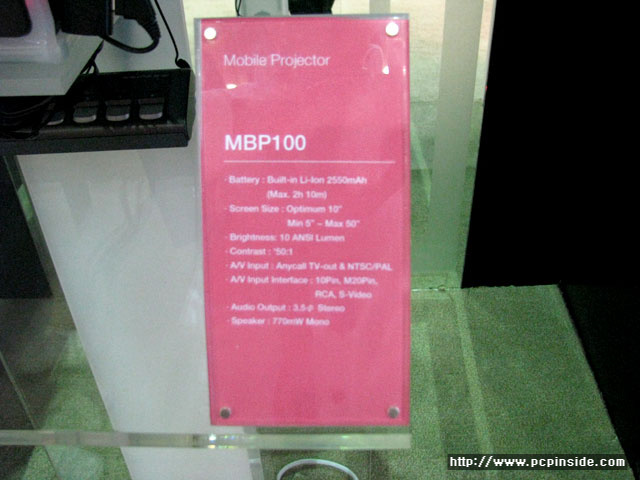 Mobile Projector
MBP100
· Battery : Built-in Li-Ion 2550mAh
(Max. 2h 10m)
· Screen Size : Optimum 10"
Min 5" ~ Max 50"
· Brightness: 10 ANSI Lumen
· Contrast : *50:1
· A/V Input : Anycall TV-out & NTSC/PAL
· A/V Input Interface : 10Pin, M20Pin,
RCA, S-Video
· Audio Output : 3.5ø Stereo
· Speaker : 770mW Mono
http://www.pcpinside.com